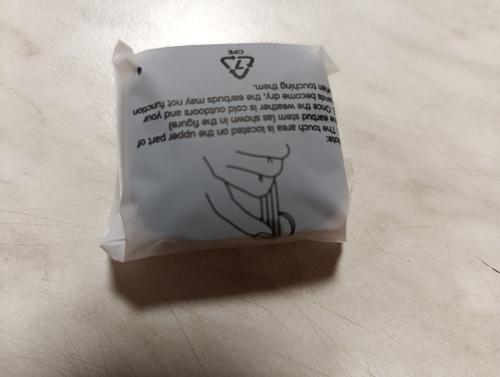 Note:
1. The touch area is located on the upper part of
the earbud stem (as shown in the figure)
2. Once the weather is cold outdoors and your
hands become dry, the earbuds may not function
when touching them.
7
CPE